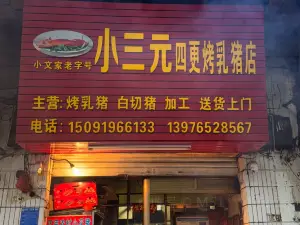 小三元四更烤乳猪店
小文家老字号
主营：烤乳猪 白切猪 加工 送货上门
电话：15091966133 13976528567